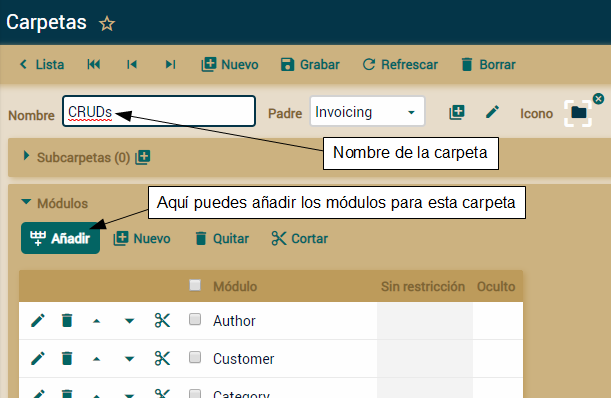 Carpetas
Lista Nuevo Grabar Refrescar Borrar
Nombre CRUDs Padre Invoicing Icono
Nombre de la carpeta
Subcarpetas (0)
Módulos
Aquí puedes añadir los módulos para esta carpeta
Añadir Nuevo Quitar Cortar
Módulo Sin restricción Oculto
Author
Customer
Category